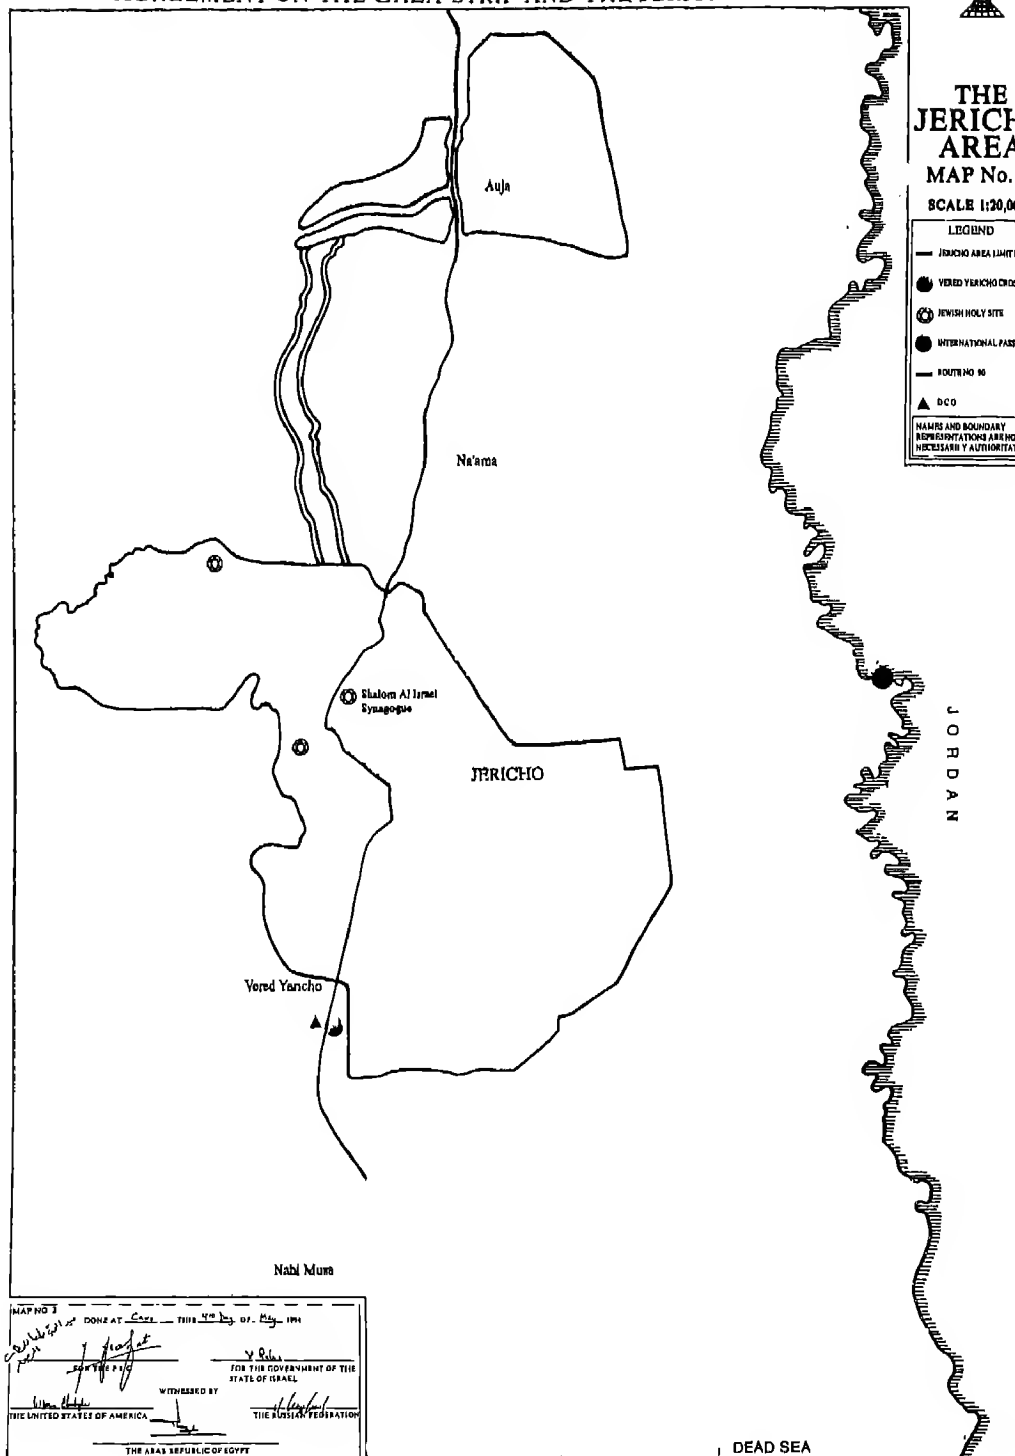 THE
JERICH
AREA
MAP No.
SCALE 1:20,00
LEGEND
JERICHO AREA LIMIT
VERED YERICHO CROS
JEWISH HOLY SITE
INTERNATIONAL PASS
ROUTE NO 90
DCO
NAMES AND BOUNDARY
REPRESENTATIONS ARE NO
NECESSARILY AUTHORITAT
Auja
Na'ama
Shalom Al Israel
Synagogue
JERICHO
JORDAN
Vered Yericho
Nabi Musa
MAP NO 3
DONE AT Cairo THIS 4th Day OF May 1994
FOR THE PLO
FOR THE GOVERNMENT OF THE
STATE OF ISRAEL
WITNESSED BY
THE UNITED STATES OF AMERICA
THE RUSSIAN FEDERATION
THE ARAB REPUBLIC OF EGYPT
DEAD SEA